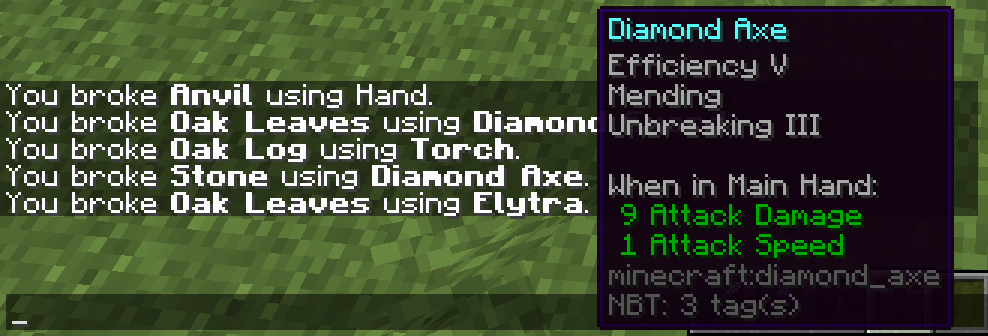 You broke Anvil using Hand.
You broke Oak Leaves using Diamond
You broke Oak Log using Torch.
You broke Stone using Diamond Axe.
You broke Oak Leaves using Elytra.
_
Diamond Axe
Efficiency V
Mending
Unbreaking III
When in Main Hand:
9 Attack Damage
1 Attack Speed
minecraft:diamond_axe
NBT: 3 tag(s)